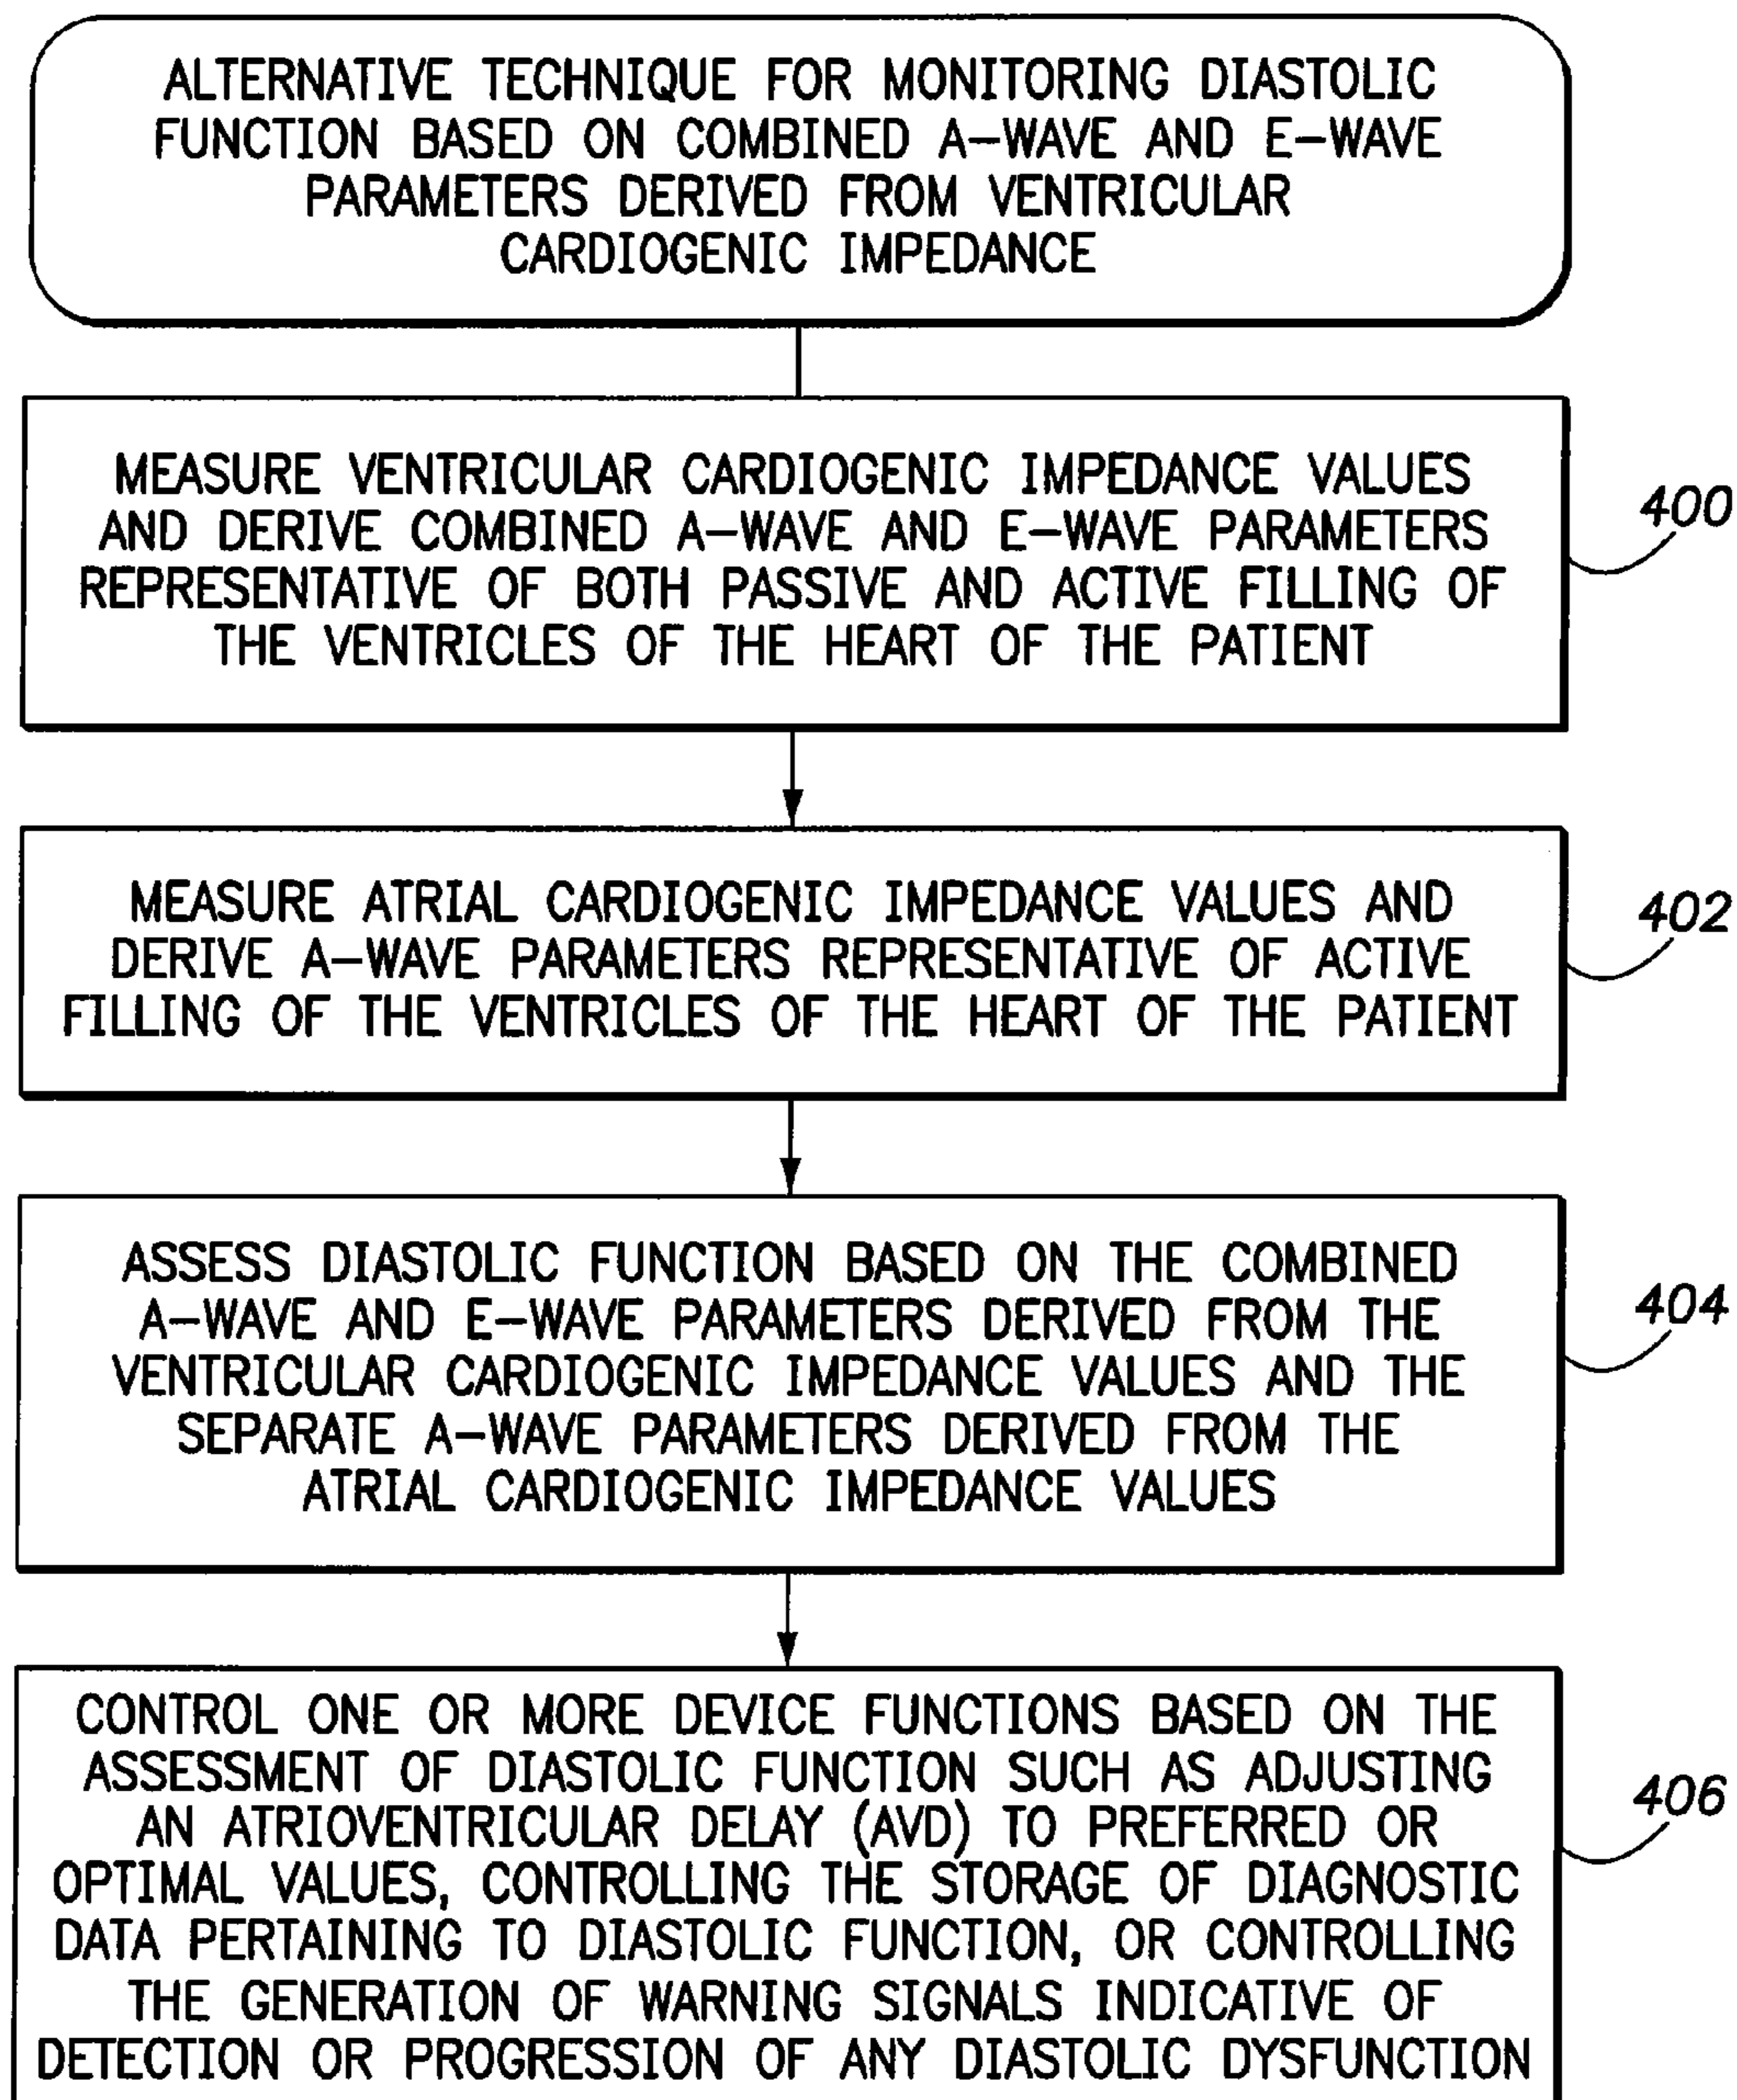 ALTERNATIVE TECHNIQUE FOR MONITORING DIASTOLIC
FUNCTION BASED ON COMBINED A-WAVE AND E-WAVE
PARAMETERS DERIVED FROM VENTRICULAR
CARDIOGENIC IMPEDANCE
MEASURE VENTRICULAR CARDIOGENIC IMPEDANCE VALUES
AND DERIVE COMBINED A-WAVE AND E-WAVE PARAMETERS
REPRESENTATIVE OF BOTH PASSIVE AND ACTIVE FILLING OF
THE VENTRICLES OF THE HEART OF THE PATIENT
400
MEASURE ATRIAL CARDIOGENIC IMPEDANCE VALUES AND
DERIVE A-WAVE PARAMETERS REPRESENTATIVE OF ACTIVE
FILLING OF THE VENTRICLES OF THE HEART OF THE PATIENT
402
ASSESS DIASTOLIC FUNCTION BASED ON THE COMBINED
A-WAVE AND E-WAVE PARAMETERS DERIVED FROM THE
VENTRICULAR CARDIOGENIC IMPEDANCE VALUES AND THE
SEPARATE A-WAVE PARAMETERS DERIVED FROM THE
ATRIAL CARDIOGENIC IMPEDANCE VALUES
404
CONTROL ONE OR MORE DEVICE FUNCTIONS BASED ON THE
ASSESSMENT OF DIASTOLIC FUNCTION SUCH AS ADJUSTING
AN ATRIOVENTRICULAR DELAY (AVD) TO PREFERRED OR
OPTIMAL VALUES, CONTROLLING THE STORAGE OF DIAGNOSTIC
DATA PERTAINING TO DIASTOLIC FUNCTION, OR CONTROLLING
THE GENERATION OF WARNING SIGNALS INDICATIVE OF
DETECTION OR PROGRESSION OF ANY DIASTOLIC DYSFUNCTION
406